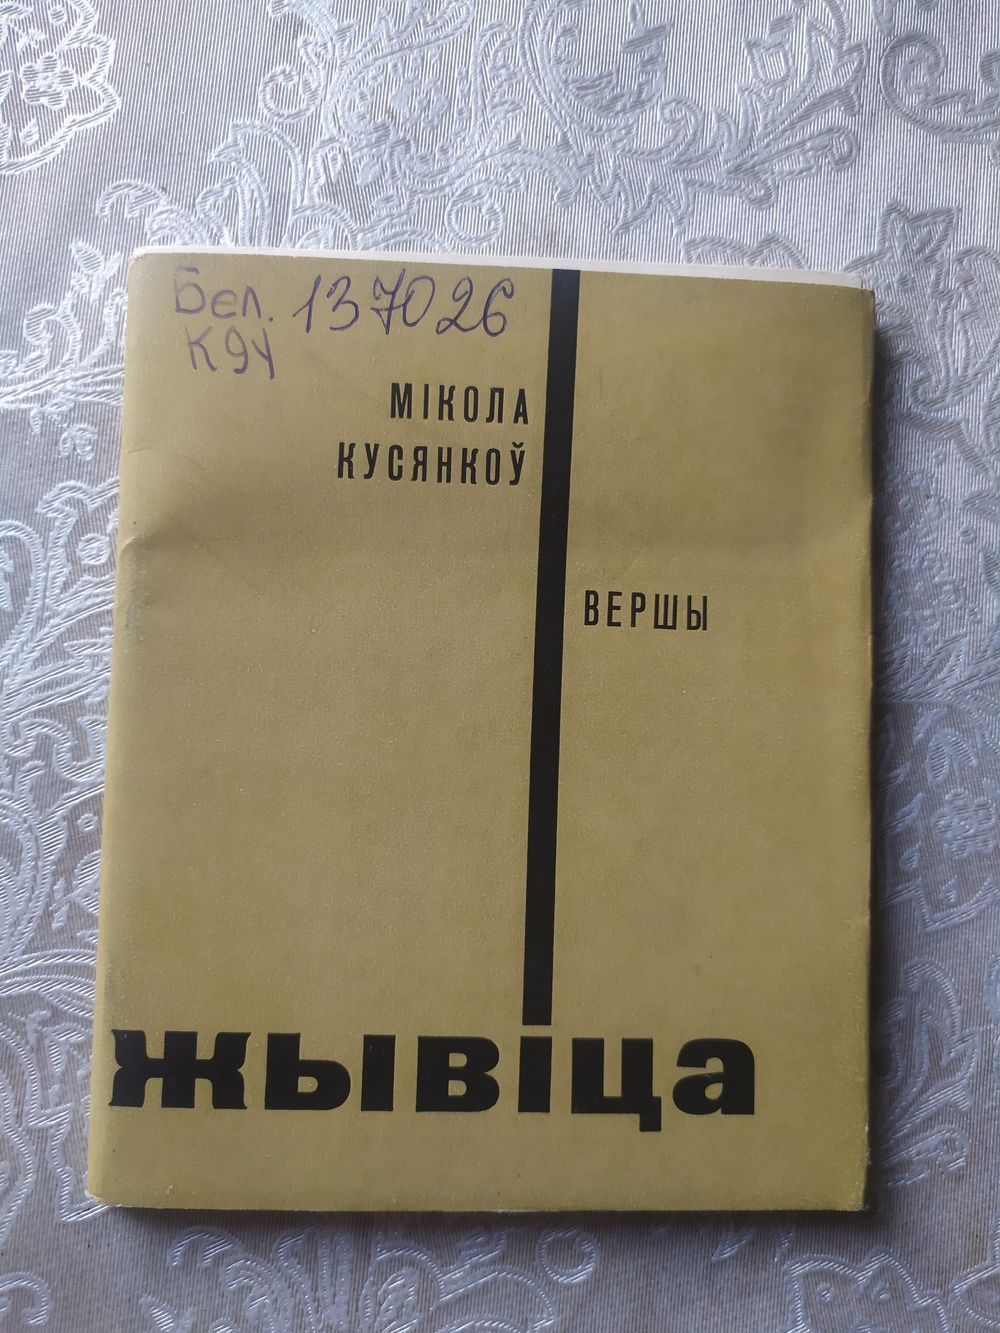 Бел. 137026
К94
МІКОЛА
КУСЯНКОЎ
ВЕРШЫ
жывіца